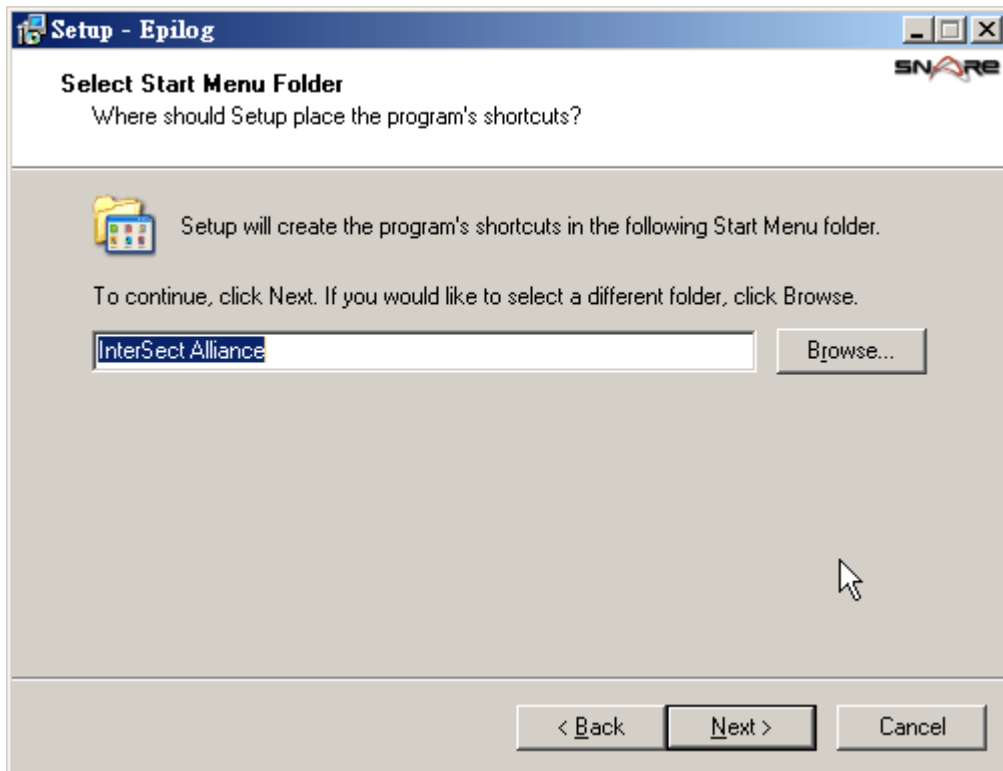 Setup - Epilog
SNARE
Select Start Menu Folder
Where should Setup place the program's shortcuts?
Setup will create the program's shortcuts in the following Start Menu folder.
To continue, click Next. If you would like to select a different folder, click Browse.
InterSect Alliance
Browse...
< Back
Next >
Cancel